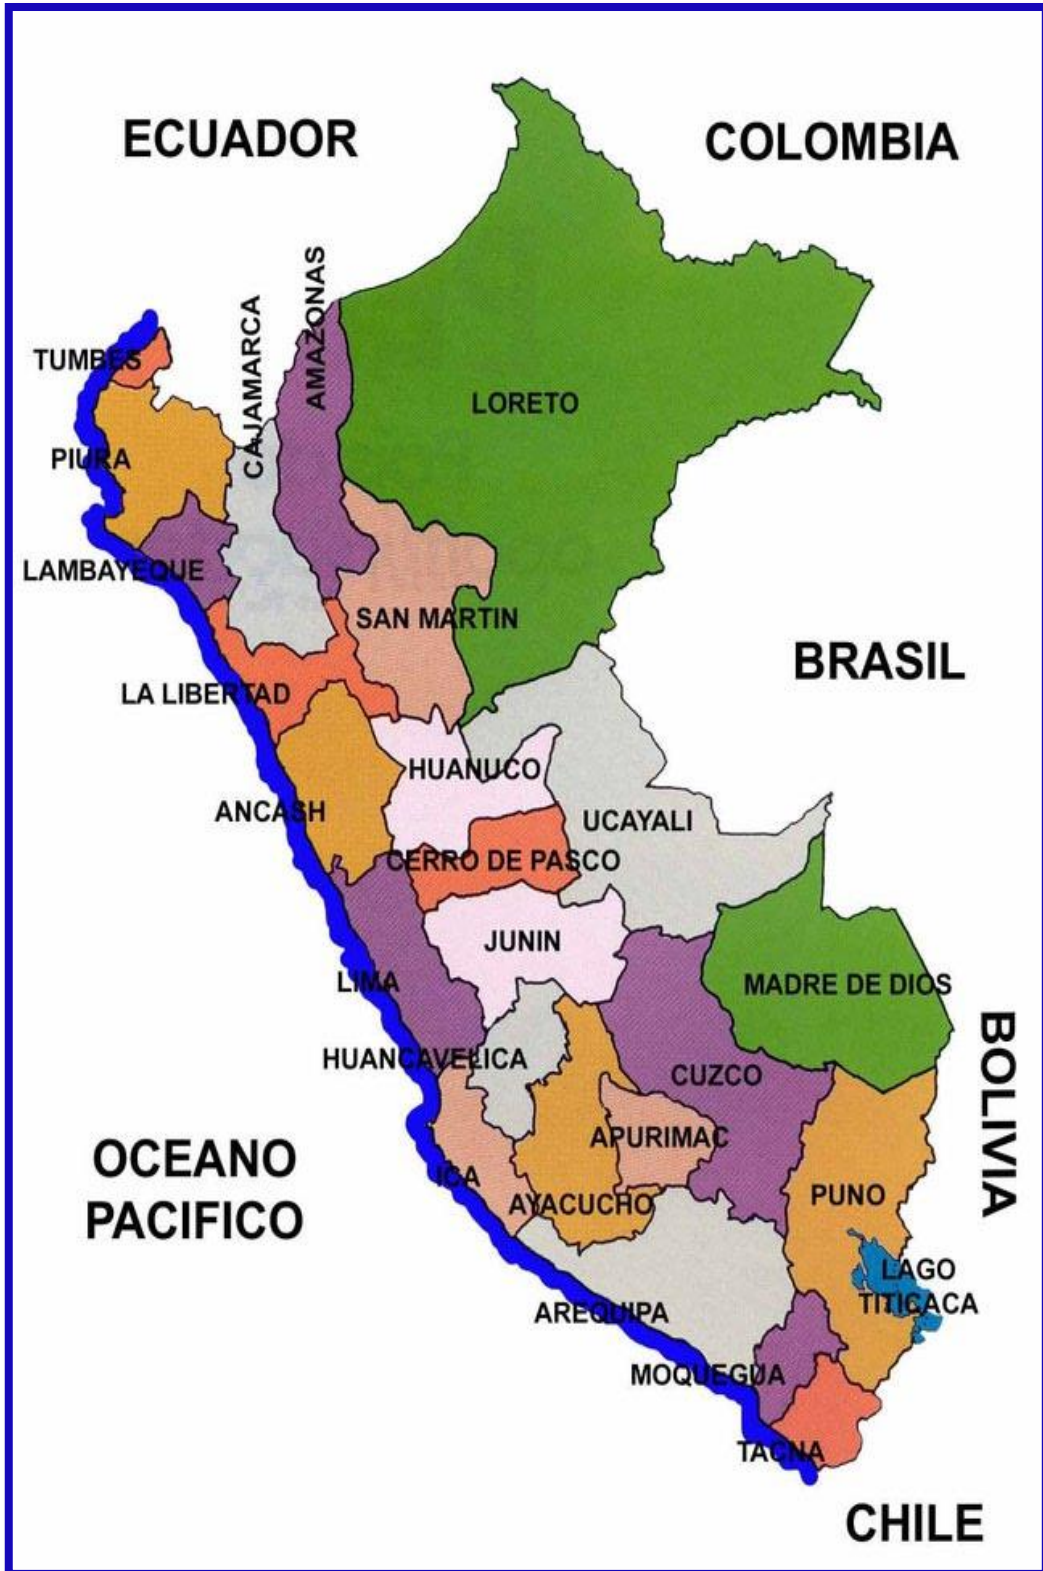 ECUADOR
COLOMBIA
CAJAMARCA
AMAZONAS
TUMBES
LORETO
PIURA
LAMBAYEQUE
SAN MARTIN
BRASIL
LA LIBERTAD
HUANUCO
ANCASH
UCAYALI
CERRO DE PASCO
JUNIN
LIMA
MADRE DE DIOS
HUANCAVELICA
CUZCO
BOLIVIA
APURIMAC
OCEANO
PACIFICO
ICA
AYACUCHO
PUNO
LAGO
TITICACA
AREQUIPA
MOQUEGUA
TACNA
CHILE